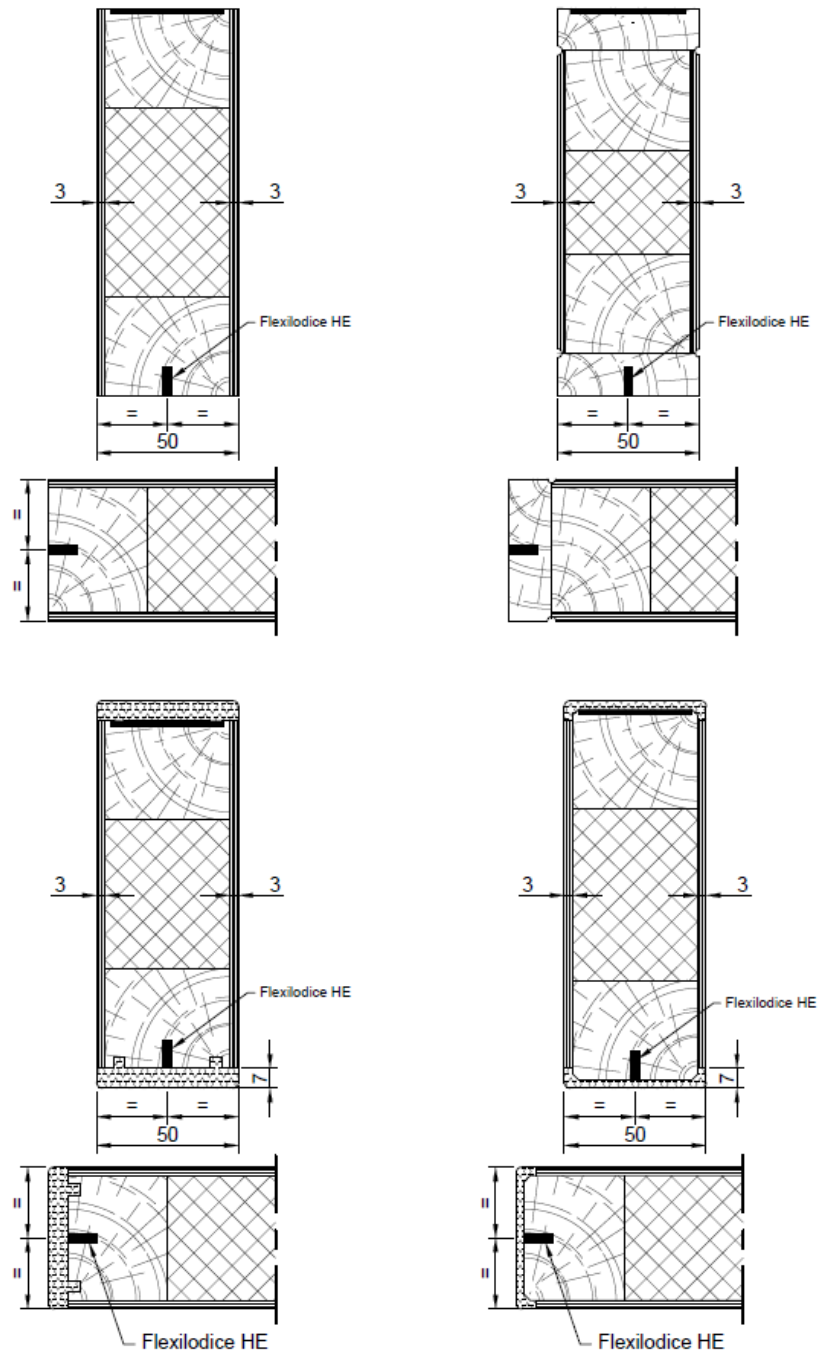 3 3 3 3
Flexilodice HE Flexilodice HE
= = = =
50 50
=
=
3 3 3 3
Flexilodice HE Flexilodice HE
7 7
= = = =
50 50
= =
= =
Flexilodice HE Flexilodice HE